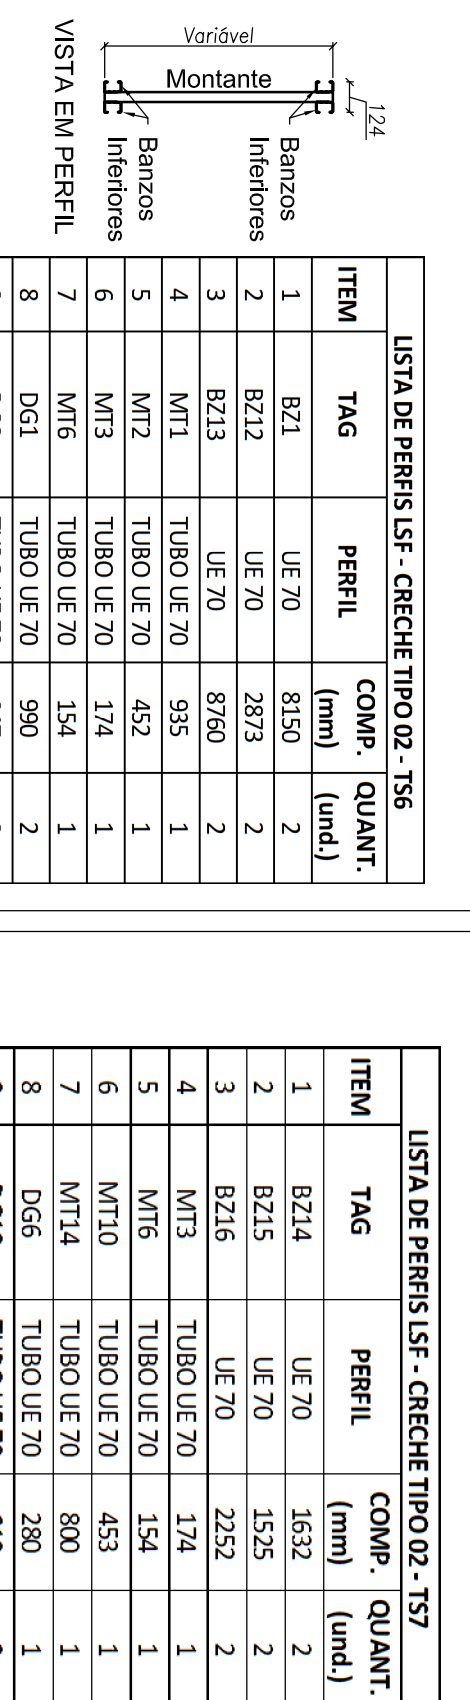 Variável
124
Montante
Banzos
Inferiores
Banzos
Inferiores
VISTA EM PERFIL
LISTA DE PERFIS LSF - CRECHE TIPO 02 - TS6
ITEM TAG PERFIL COMP. (mm) QUANT. (und.)
1 BZ1 UE 70 8150 2
2 BZ12 UE 70 2873 2
3 BZ13 UE 70 8760 2
4 MT1 TUBO UE 70 935 1
5 MT2 TUBO UE 70 452 1
6 MT3 TUBO UE 70 174 1
7 MT6 TUBO UE 70 154 1
8 DG1 TUBO UE 70 990 2
LISTA DE PERFIS LSF - CRECHE TIPO 02 - TS7
ITEM TAG PERFIL COMP. (mm) QUANT. (und.)
1 BZ14 UE 70 1632 2
2 BZ15 UE 70 1525 2
3 BZ16 UE 70 2252 2
4 MT3 TUBO UE 70 174 1
5 MT6 TUBO UE 70 154 1
6 MT10 TUBO UE 70 453 1
7 MT14 TUBO UE 70 800 1
8 DG6 TUBO UE 70 280 1